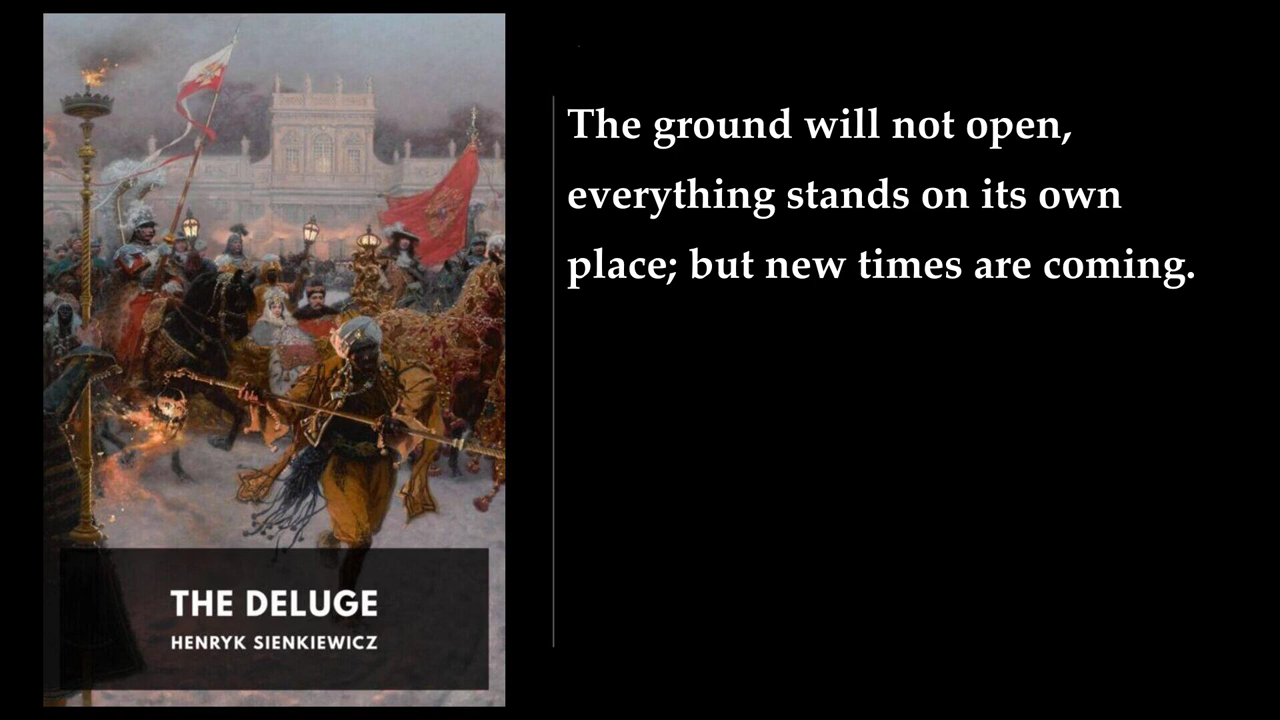 THE DELUGE
HENRYK SIENKIEWICZ
The ground will not open,
everything stands on its own
place; but new times are coming.